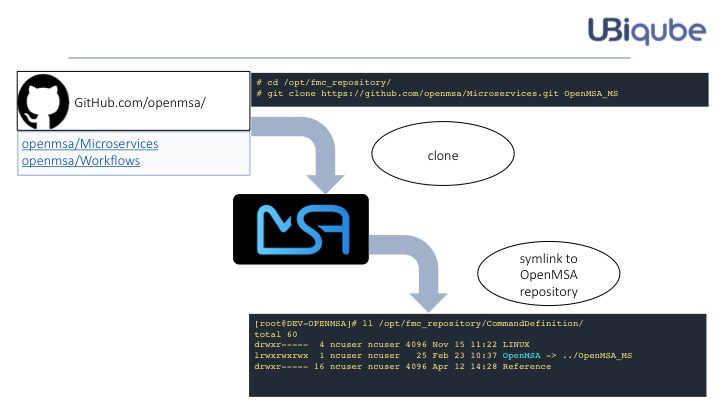 UBiqube
GitHub.com/openmsa/
# cd /opt/fmc_repository/
# git clone https://github.com/openmsa/Microservices.git OpenMSA_MS
openmsa/Microservices
openmsa/Workflows
clone
MSA
symlink to
OpenMSA
repository
[root@DEV-OPENMSA]# ll /opt/fmc_repository/CommandDefinition/
total 60
drwxr----- 4 ncuser ncuser 4096 Nov 15 11:22 LINUX
lrwxrwxrwx 1 ncuser ncuser 25 Feb 23 10:37 OpenMSA -> ../OpenMSA_MS
drwxr----- 16 ncuser ncuser 4096 Apr 12 14:28 Reference